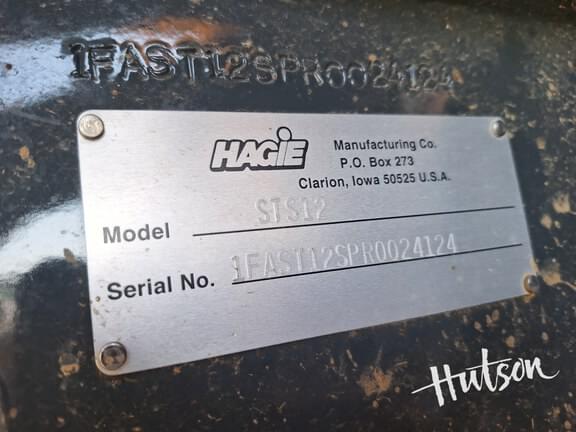 1FAST12SPR0024124
HAGIE
Manufacturing Co.
P.O. Box 273
Clarion, Iowa 50525 U.S.A.
Model STS12
Serial No. 1FAST12SPR0024124
Hutson